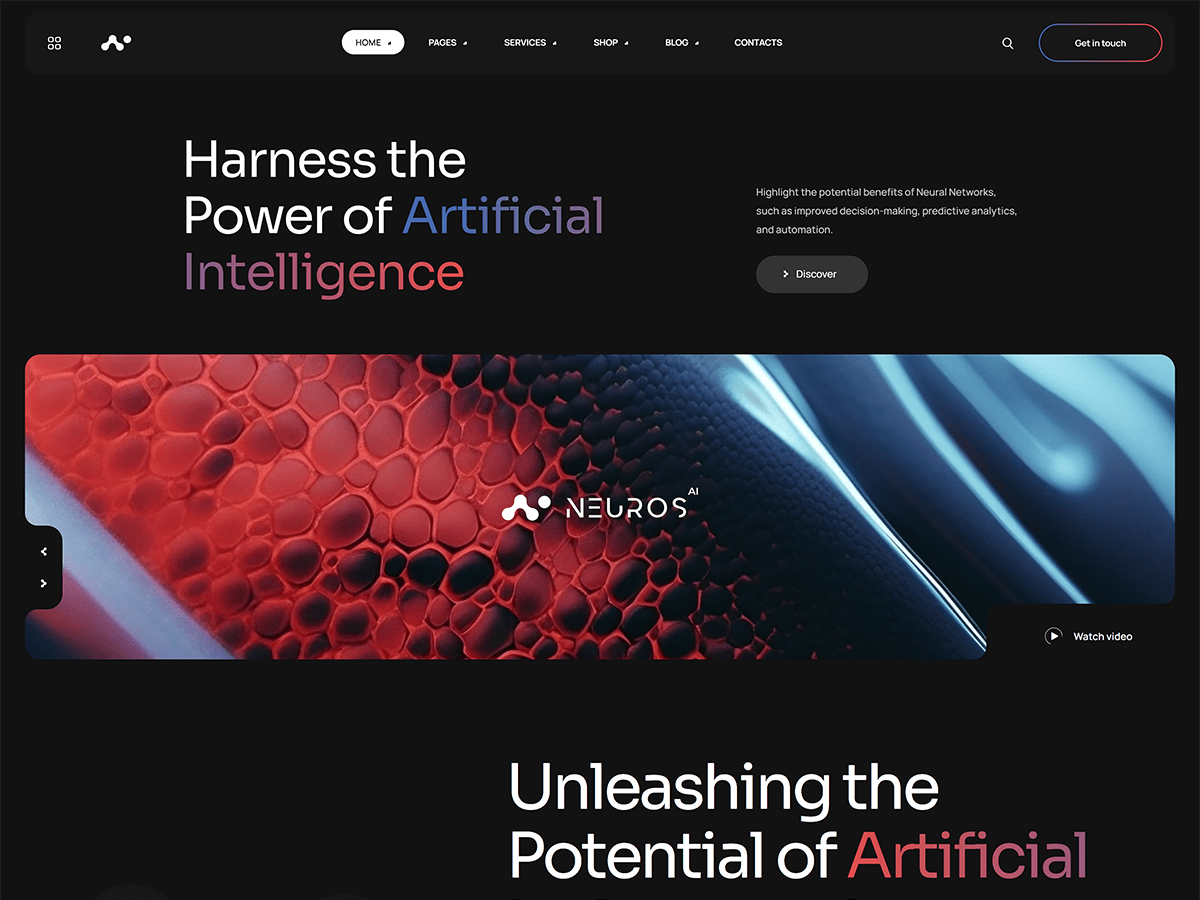 HOME
PAGES
SERVICES
SHOP
BLOG
CONTACTS
Get in touch
Harness the
Power of Artificial
Intelligence
Highlight the potential benefits of Neural Networks,
such as improved decision-making, predictive analytics,
and automation.
Discover
NEUROS AI
Watch video
Unleashing the
Potential of Artificial